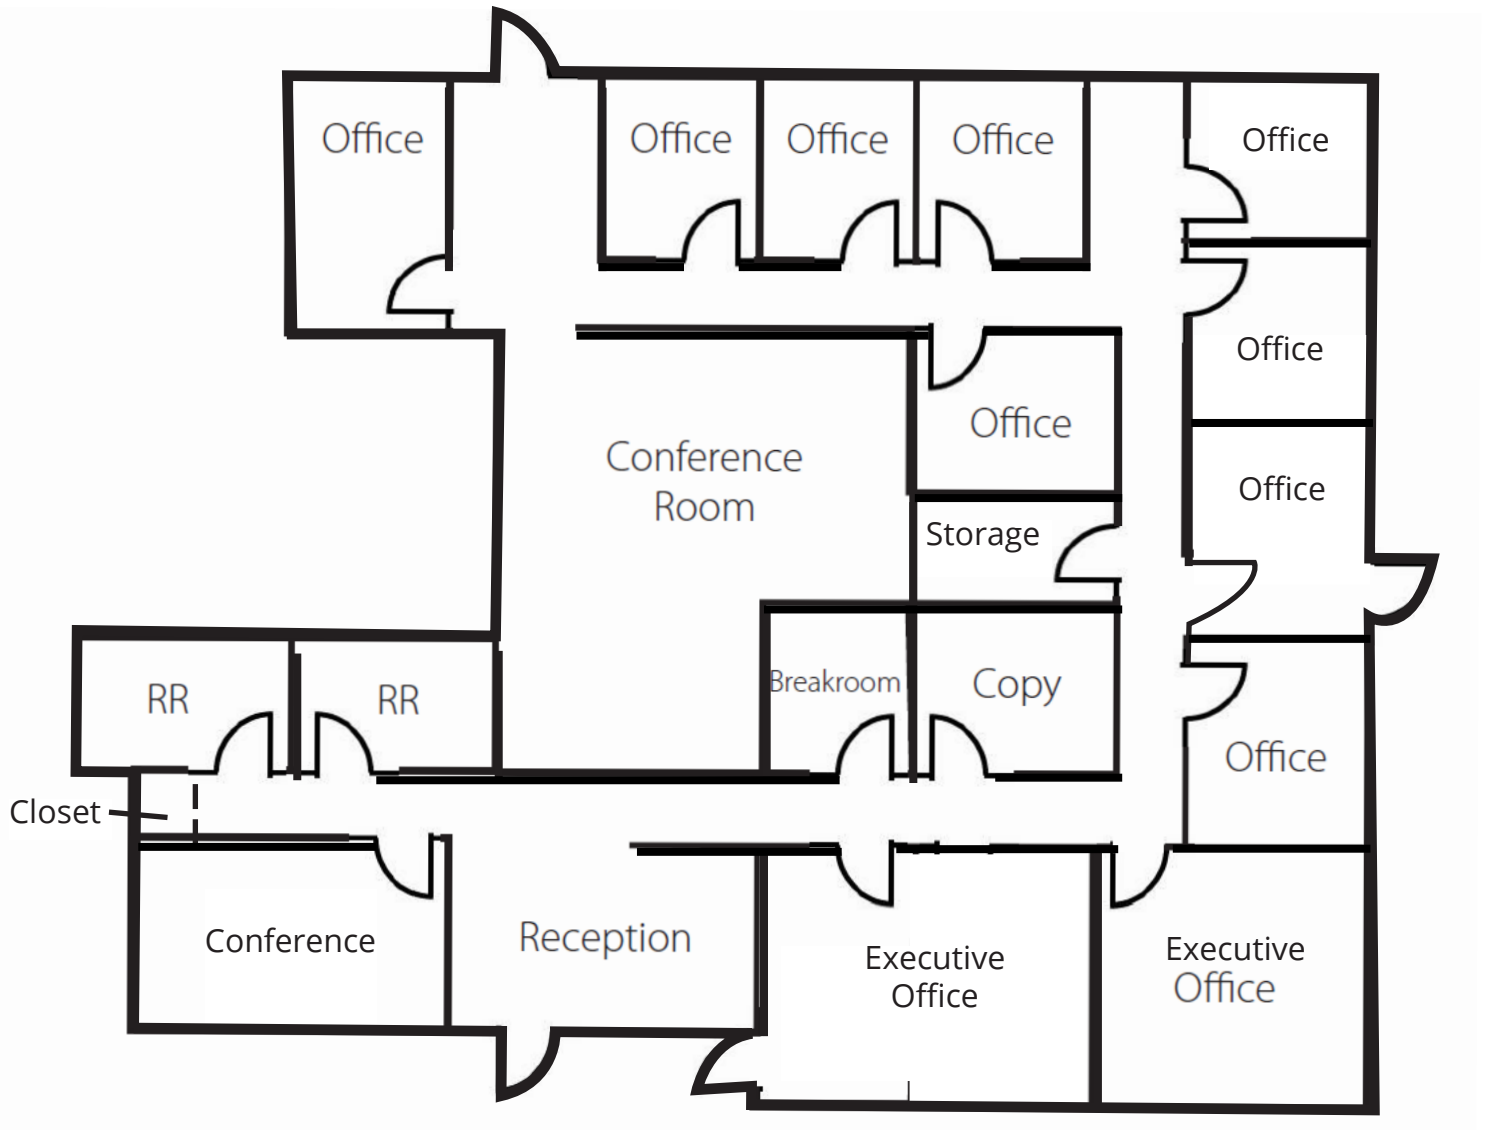 Office
Office
Office
Office
Office
Office
Office
Conference
Room
Office
Storage
RR
RR
Breakroom
Copy
Office
Closet
Conference
Reception
Executive
Office
Executive
Office